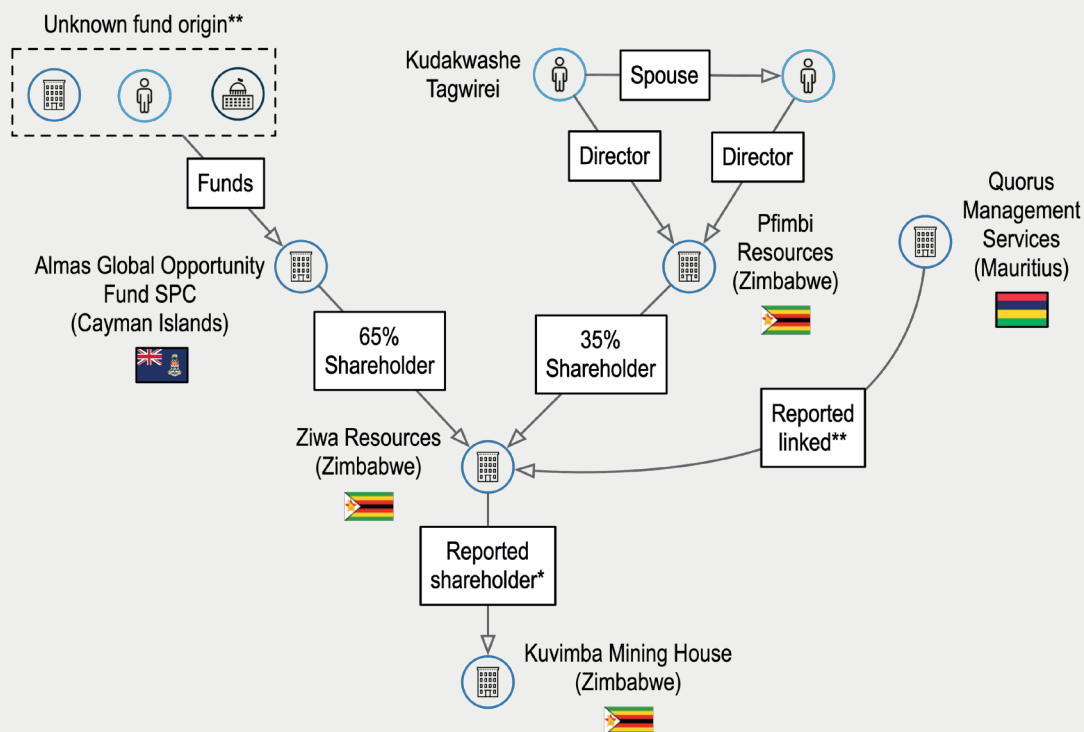 Unknown fund origin**
Kudakwashe
Tagwirei
Spouse
Director
Director
Funds
Quorus
Management
Services
(Mauritius)
Pfimbi
Resources
(Zimbabwe)
Almas Global Opportunity
Fund SPC
(Cayman Islands)
65%
Shareholder
35%
Shareholder
Reported
linked**
Ziwa Resources
(Zimbabwe)
Reported
shareholder*
Kuvimba Mining House
(Zimbabwe)